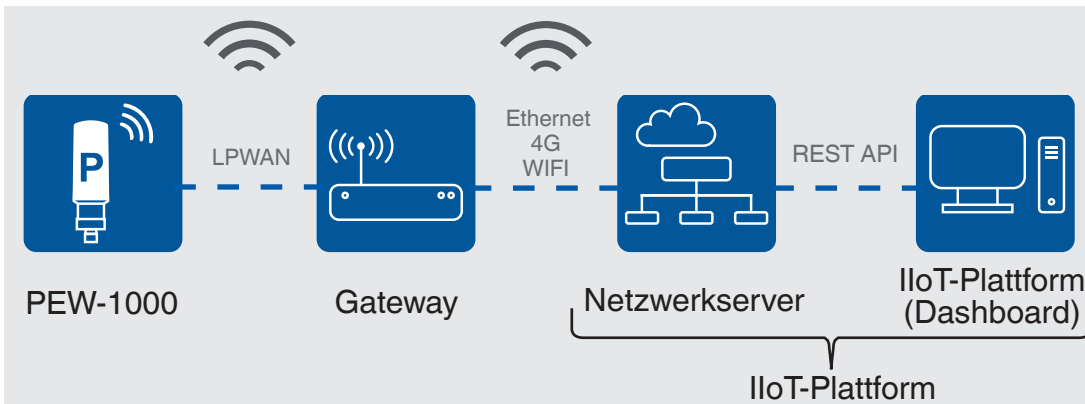 P
LPWAN
Ethernet
4G
WIFI
REST API
PEW-1000
Gateway
Netzwerkserver
IIoT-Plattform
(Dashboard)
IIoT-Plattform